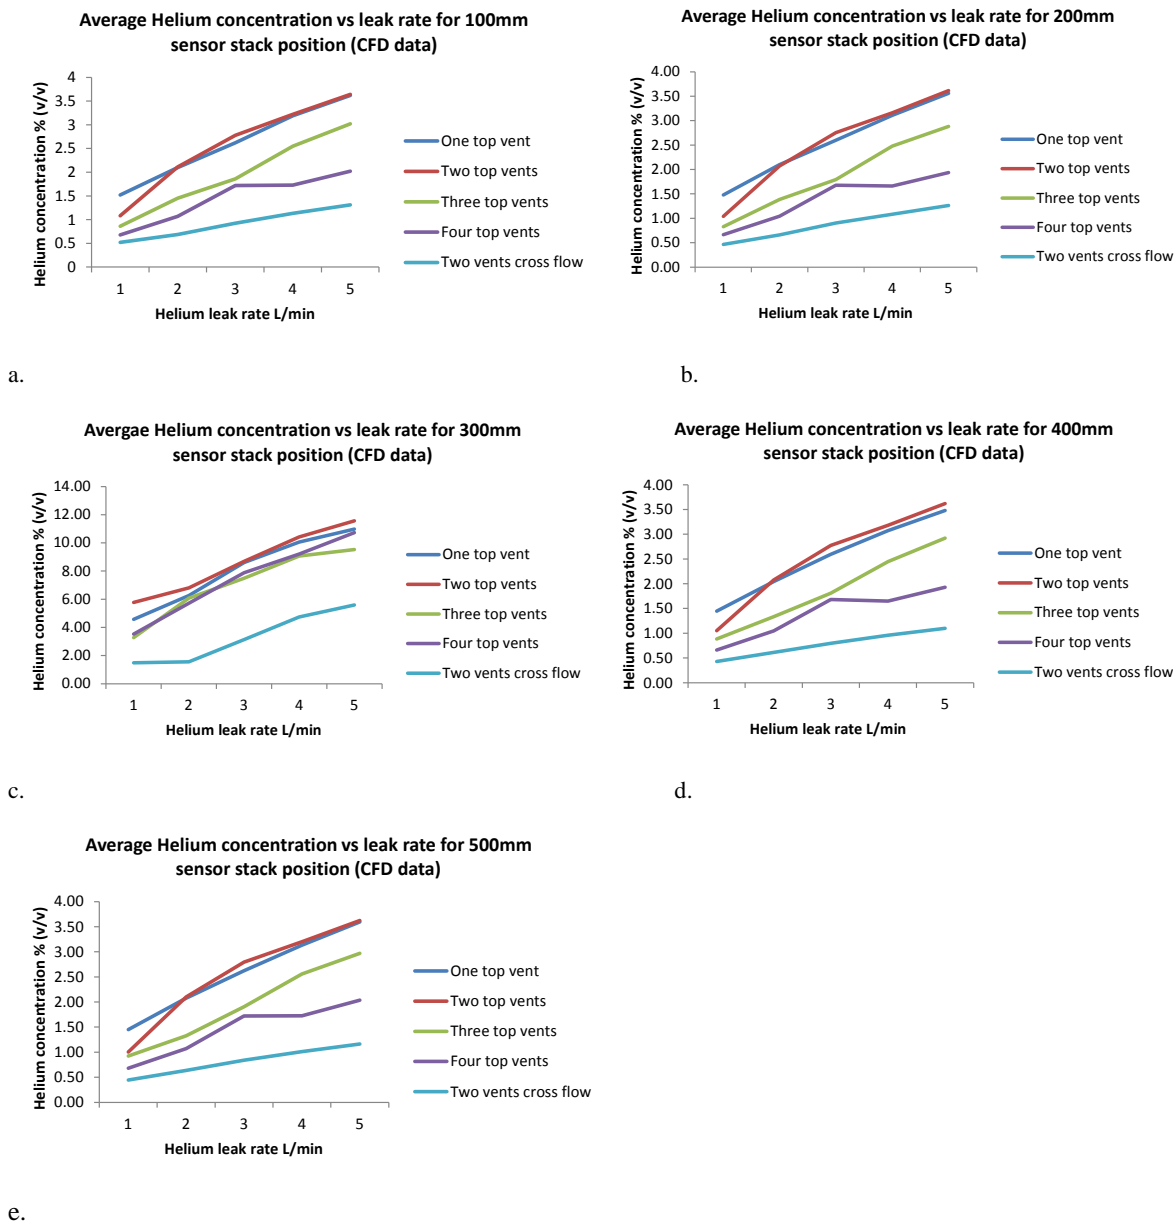 Average Helium concentration vs leak rate for 100mm
sensor stack position (CFD data)
Helium concentration % (v/v)
4
3.5
3
2.5
2
1.5
1
0.5
0
1 2 3 4 5
Helium leak rate L/min
One top vent
Two top vents
Three top vents
Four top vents
Two vents cross flow
a.
Average Helium concentration vs leak rate for 200mm
sensor stack position (CFD data)
Helium concentration % (v/v)
4.00
3.50
3.00
2.50
2.00
1.50
1.00
0.50
0.00
1 2 3 4 5
Helium leak rate L/min
One top vent
Two top vents
Three top vents
Four top vents
Two vents cross flow
b.
Avergae Helium concentration vs leak rate for 300mm
sensor stack position (CFD data)
Helium concentration % (v/v)
14.00
12.00
10.00
8.00
6.00
4.00
2.00
0.00
1 2 3 4 5
Helium leak rate L/min
One top vent
Two top vents
Three top vents
Four top vents
Two vents cross flow
c.
Average Helium concentration vs leak rate for 400mm
sensor stack position (CFD data)
Helium concentration % (v/v)
4.00
3.50
3.00
2.50
2.00
1.50
1.00
0.50
0.00
1 2 3 4 5
Helium leak rate L/min
One top vent
Two top vents
Three top vents
Four top vents
Two vents cross flow
d.
Average Helium concentration vs leak rate for 500mm
sensor stack position (CFD data)
Helium concentration % (v/v)
4.00
3.50
3.00
2.50
2.00
1.50
1.00
0.50
0.00
1 2 3 4 5
Helium leak rate L/min
One top vent
Two top vents
Three top vents
Four top vents
Two vents cross flow
e.